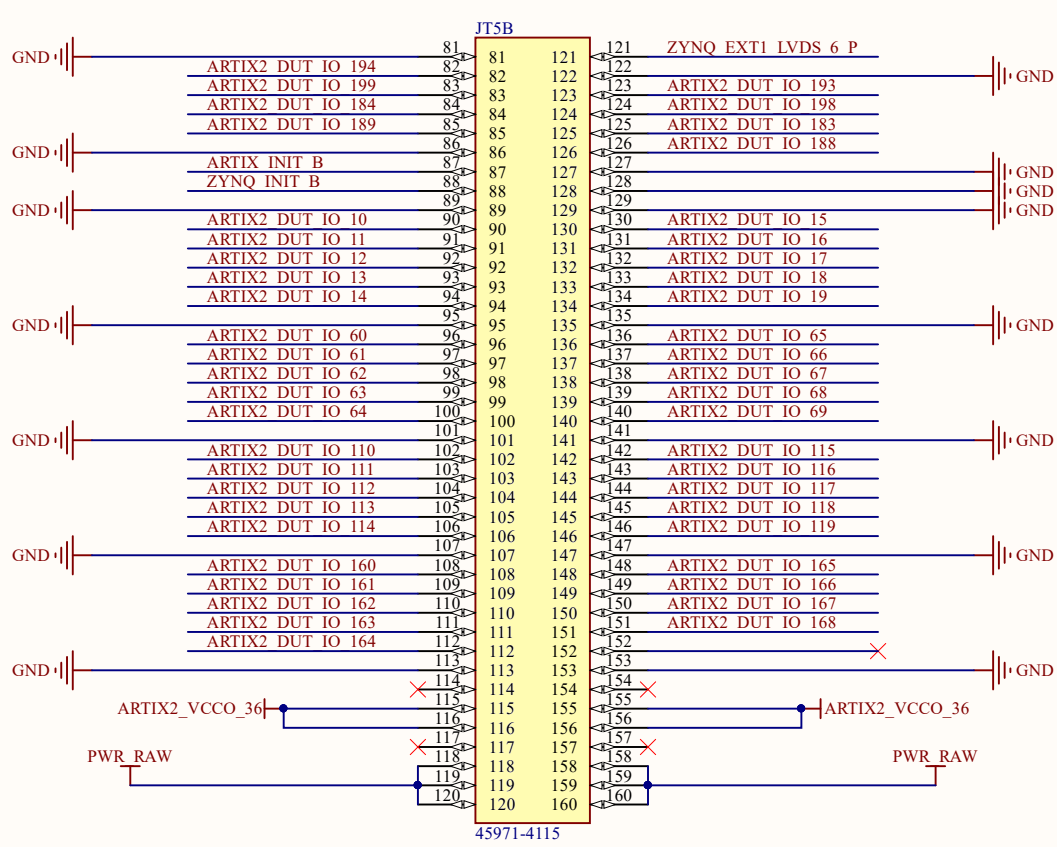 JT5B
GND 81 81 121 121 ZYNQ_EXT1_LVDS_6_P
ARTIX2_DUT_IO_194 82 82 122 122 GND
ARTIX2_DUT_IO_199 83 83 123 123 ARTIX2_DUT_IO_193
ARTIX2_DUT_IO_184 84 84 124 124 ARTIX2_DUT_IO_198
ARTIX2_DUT_IO_189 85 85 125 125 ARTIX2_DUT_IO_183
GND 86 86 126 126 ARTIX2_DUT_IO_188
ARTIX_INIT_B 87 87 127 127 GND
ZYNQ_INIT_B 88 88 128 128 GND
GND 89 89 129 129 GND
ARTIX2_DUT_IO_10 90 90 130 130 ARTIX2_DUT_IO_15
ARTIX2_DUT_IO_11 91 91 131 131 ARTIX2_DUT_IO_16
ARTIX2_DUT_IO_12 92 92 132 132 ARTIX2_DUT_IO_17
ARTIX2_DUT_IO_13 93 93 133 133 ARTIX2_DUT_IO_18
ARTIX2_DUT_IO_14 94 94 134 134 ARTIX2_DUT_IO_19
GND 95 95 135 135 GND
ARTIX2_DUT_IO_60 96 96 136 136 ARTIX2_DUT_IO_65
ARTIX2_DUT_IO_61 97 97 137 137 ARTIX2_DUT_IO_66
ARTIX2_DUT_IO_62 98 98 138 138 ARTIX2_DUT_IO_67
ARTIX2_DUT_IO_63 99 99 139 139 ARTIX2_DUT_IO_68
ARTIX2_DUT_IO_64 100 100 140 140 ARTIX2_DUT_IO_69
GND 101 101 141 141 GND
ARTIX2_DUT_IO_110 102 102 142 142 ARTIX2_DUT_IO_115
ARTIX2_DUT_IO_111 103 103 143 143 ARTIX2_DUT_IO_116
ARTIX2_DUT_IO_112 104 104 144 144 ARTIX2_DUT_IO_117
ARTIX2_DUT_IO_113 105 105 145 145 ARTIX2_DUT_IO_118
ARTIX2_DUT_IO_114 106 106 146 146 ARTIX2_DUT_IO_119
GND 107 107 147 147 GND
ARTIX2_DUT_IO_160 108 108 148 148 ARTIX2_DUT_IO_165
ARTIX2_DUT_IO_161 109 109 149 149 ARTIX2_DUT_IO_166
ARTIX2_DUT_IO_162 110 110 150 150 ARTIX2_DUT_IO_167
ARTIX2_DUT_IO_163 111 111 151 151 ARTIX2_DUT_IO_168
ARTIX2_DUT_IO_164 112 112 152 152
GND 113 113 153 153 GND
114 114 154 154
ARTIX2_VCCO_36 115 115 155 155 ARTIX2_VCCO_36
116 116 156 156
117 117 157 157
PWR_RAW 118 118 158 158 PWR_RAW
119 119 159 159
120 120 160 160
45971-4115